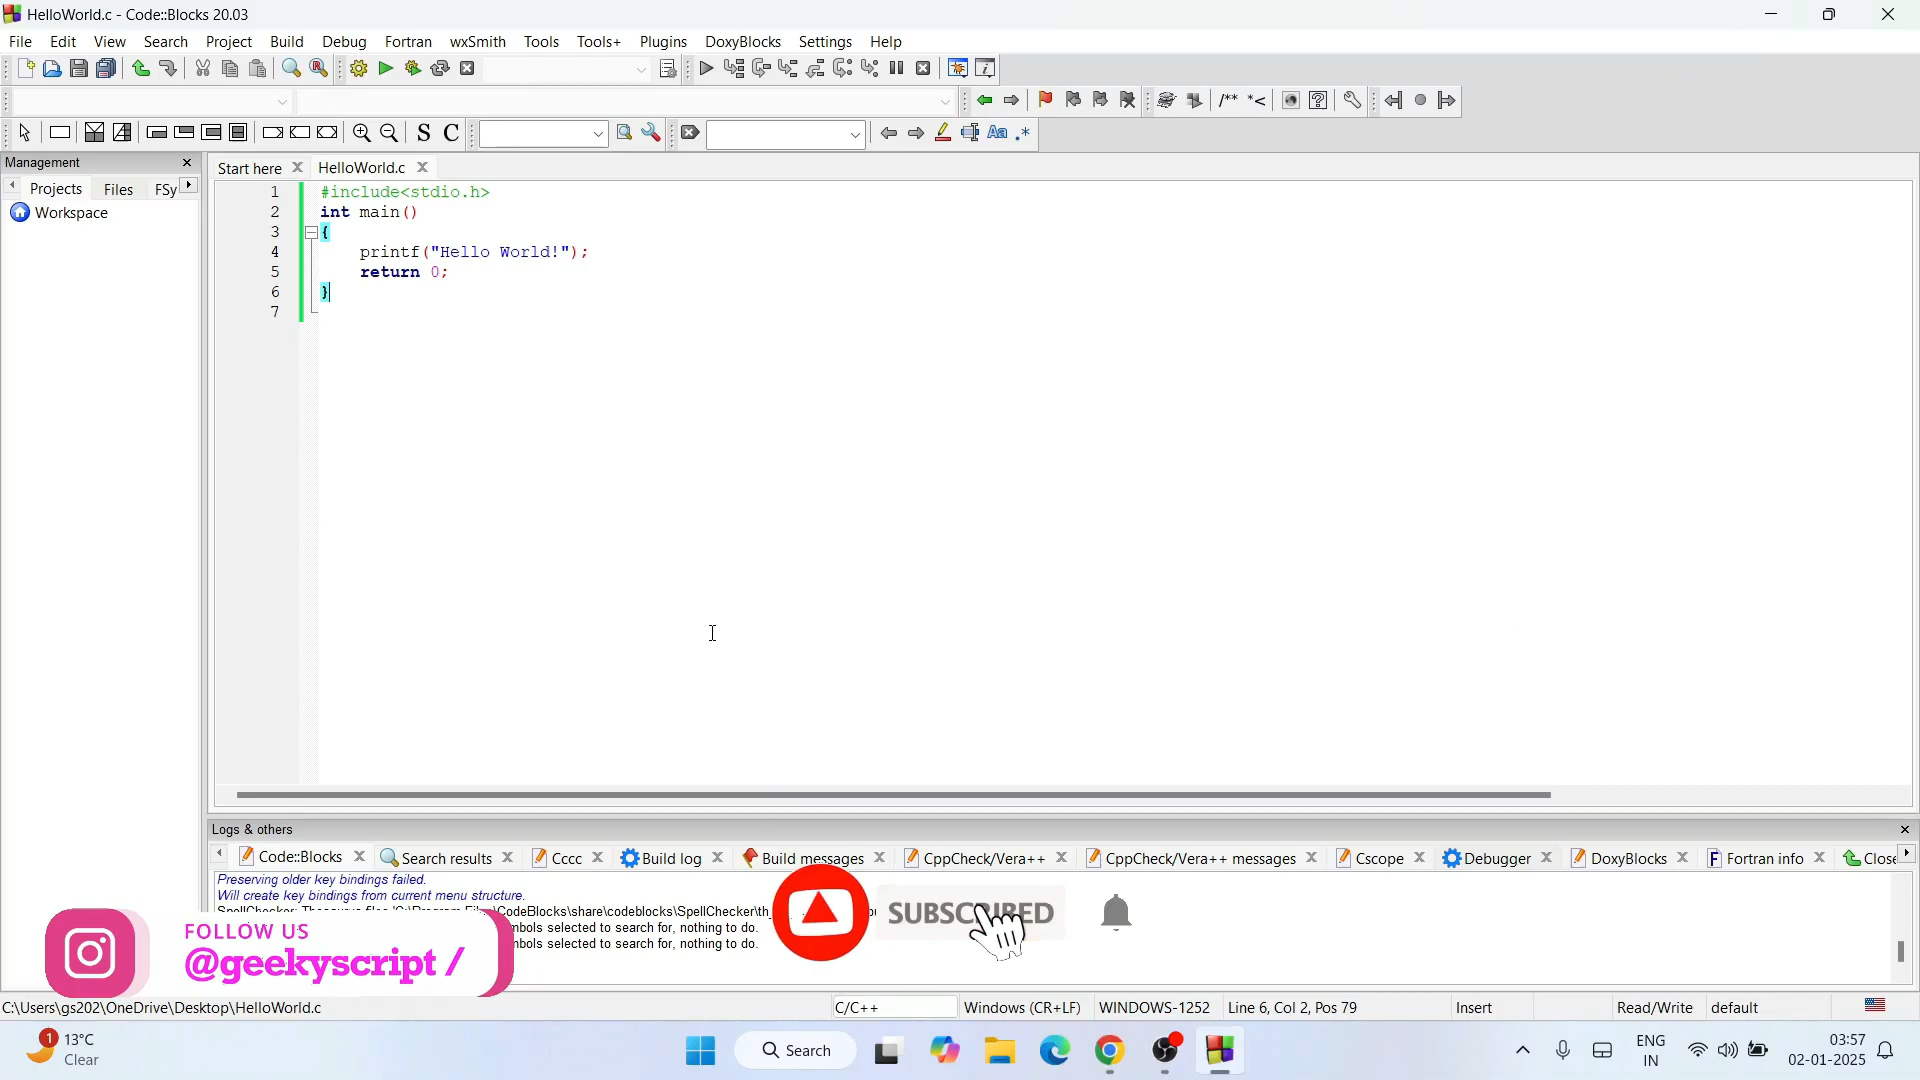 HelloWorld.c - Code::Blocks 20.03
File Edit View Search Project Build Debug Fortran wxSmith Tools Tools+ Plugins DoxyBlocks Settings Help
/** *<
S C Aa .*
Management
Start here HelloWorld.c
Projects Files FSy
Workspace
1 #include<stdio.h>
2 int main()
3 {
4 printf("Hello World!");
5 return 0;
6 }
7
Logs & others
Code::Blocks Search results Cccc Build log Build messages CppCheck/Vera++ CppCheck/Vera++ messages Cscope Debugger DoxyBlocks Fortran info Close
Preserving older key bindings failed.
Will create key bindings from current menu structure.
CodeBlocks\share\codeblocks\SpellChecker\th_
mbols selected to search for, nothing to do.
mbols selected to search for, nothing to do.
FOLLOW US
@geekyscript /
SUBSCRIBED
C:\Users\gs202\OneDrive\Desktop\HelloWorld.c C/C++ Windows (CR+LF) WINDOWS-1252 Line 6, Col 2, Pos 79 Insert Read/Write default
1 13°C
Clear
Search
ENG
IN
03:57
02-01-2025